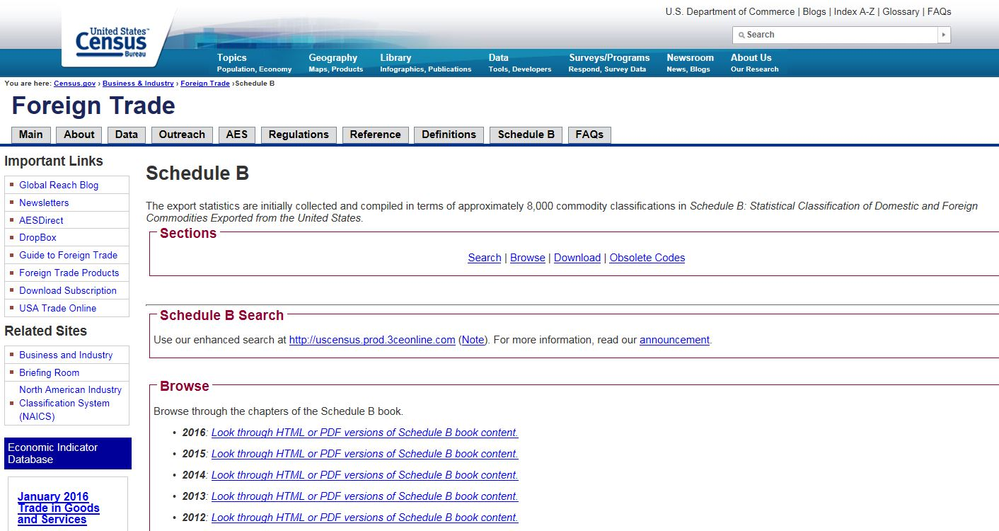 U.S. Department of Commerce | Blogs | Index A-Z | Glossary | FAQs
United States™
Census
Bureau
Search
Topics
Population, Economy
Geography
Maps, Products
Library
Infographics, Publications
Data
Tools, Developers
Surveys/Programs
Respond, Survey Data
Newsroom
News, Blogs
About Us
Our Research
You are here: Census.gov › Business & Industry › Foreign Trade ›Schedule B
Foreign Trade
Main About Data Outreach AES Regulations Reference Definitions Schedule B FAQs
Important Links
Global Reach Blog
Newsletters
AESDirect
DropBox
Guide to Foreign Trade
Foreign Trade Products
Download Subscription
USA Trade Online
Related Sites
Business and Industry
Briefing Room
North American Industry
Classification System
(NAICS)
Economic Indicator
Database
January 2016
Trade in Goods
and Services
Schedule B
The export statistics are initially collected and compiled in terms of approximately 8,000 commodity classifications in Schedule B: Statistical Classification of Domestic and Foreign
Commodities Exported from the United States.
Sections
Search | Browse | Download | Obsolete Codes
Schedule B Search
Use our enhanced search at http://uscensus.prod.3ceonline.com (Note). For more information, read our announcement.
Browse
Browse through the chapters of the Schedule B book.
• 2016: Look through HTML or PDF versions of Schedule B book content.
• 2015: Look through HTML or PDF versions of Schedule B book content.
• 2014: Look through HTML or PDF versions of Schedule B book content.
• 2013: Look through HTML or PDF versions of Schedule B book content.
• 2012: Look through HTML or PDF versions of Schedule B book content.